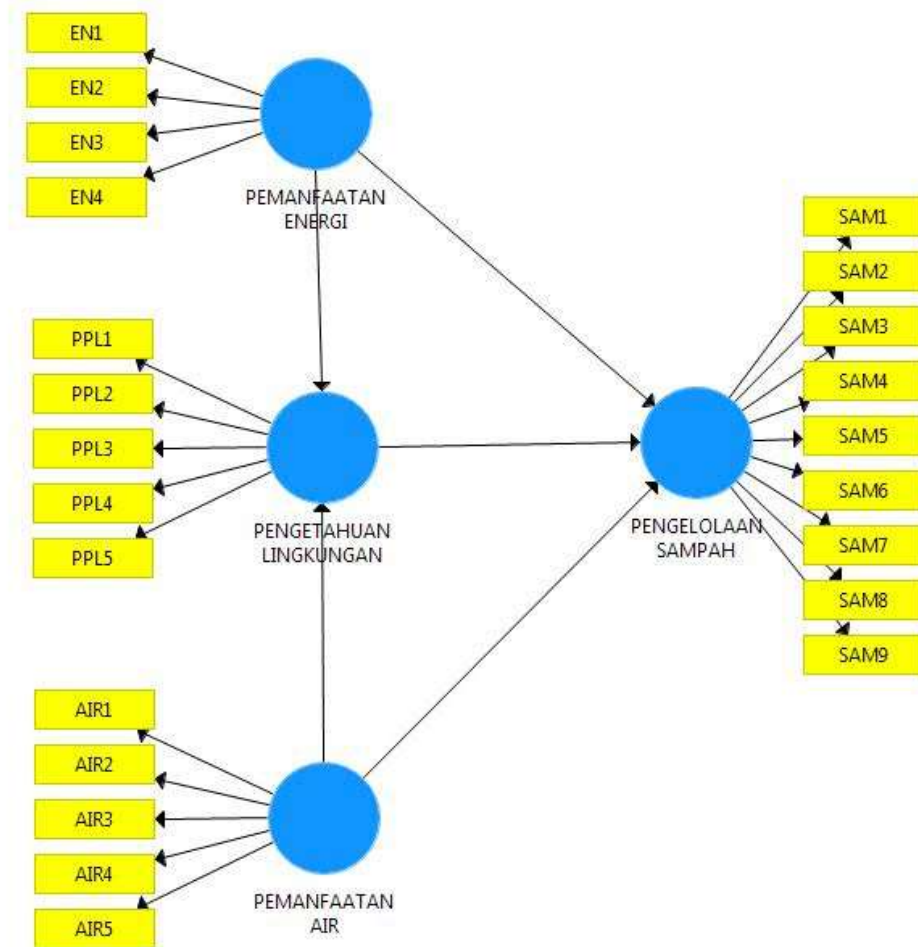 EN1
EN2
EN3
EN4
PEMANFAATAN
ENERGI
PPL1
PPL2
PPL3
PPL4
PPL5
PENGETAHUAN
LINGKUNGAN
AIR1
AIR2
AIR3
AIR4
AIR5
PEMANFAATAN
AIR
PENGELOLAAN
SAMPAH
SAM1
SAM2
SAM3
SAM4
SAM5
SAM6
SAM7
SAM8
SAM9